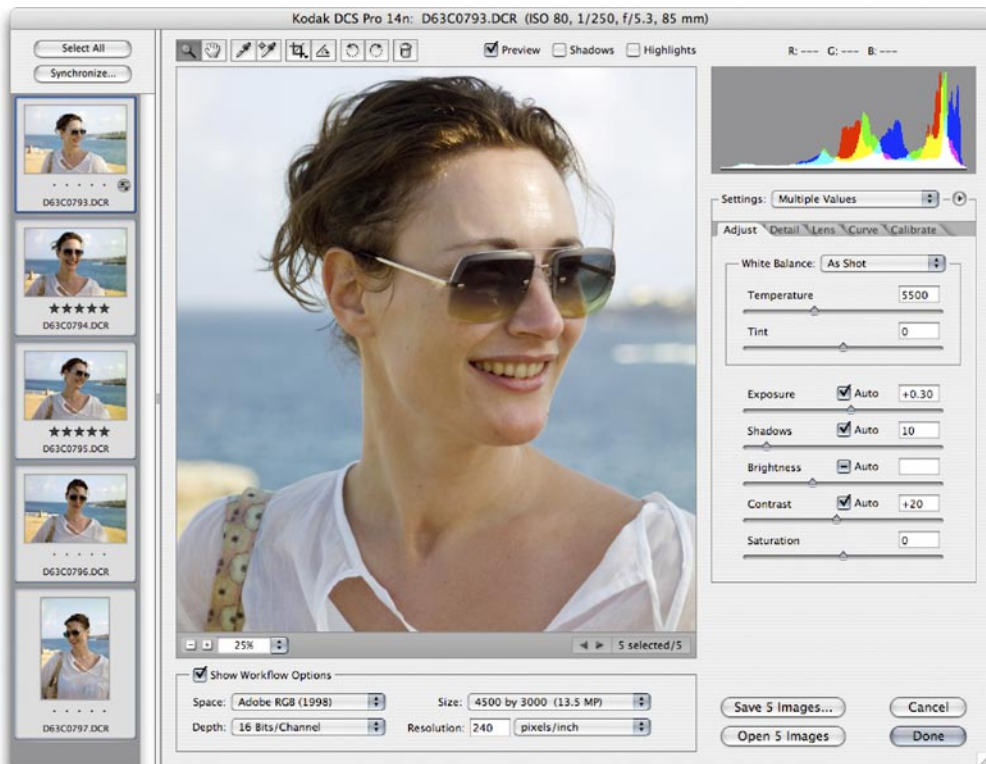 Kodak DCS Pro 14n: D63C0793.DCR (ISO 80, 1/250, f/5.3, 85 mm)
Select All
Synchronize...
D63C0793.DCR
★★★★★
D63C0794.DCR
★★★★★
D63C0795.DCR
D63C0796.DCR
D63C0797.DCR
Preview Shadows Highlights
R: --- G: --- B: ---
Settings: Multiple Values
Adjust Detail Lens Curve Calibrate
White Balance: As Shot
Temperature 5500
Tint 0
Exposure Auto +0.30
Shadows Auto 10
Brightness Auto
Contrast Auto +20
Saturation 0
25% 5 selected/5
Show Workflow Options
Space: Adobe RGB (1998) Size: 4500 by 3000 (13.5 MP)
Depth: 16 Bits/Channel Resolution: 240 pixels/inch
Save 5 Images... Cancel
Open 5 Images Done